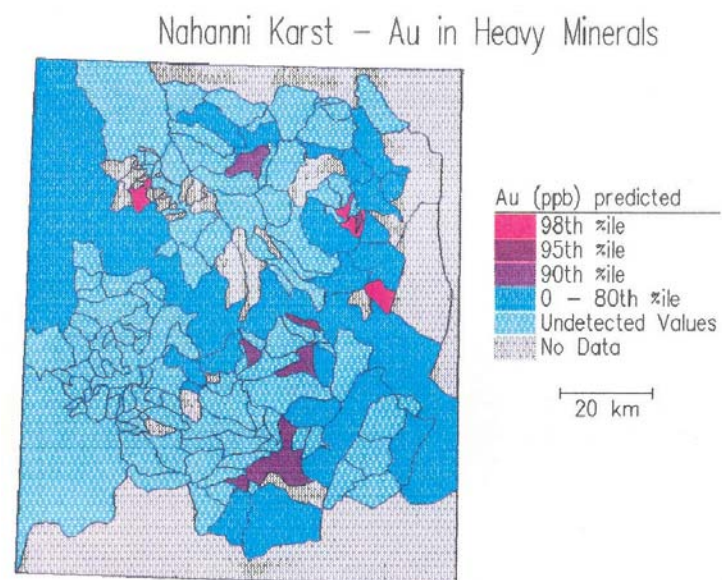 Nahanni Karst – Au in Heavy Minerals
Au (ppb) predicted
98th %ile
95th %ile
90th %ile
0 – 80th %ile
Undetected Values
No Data
20 km